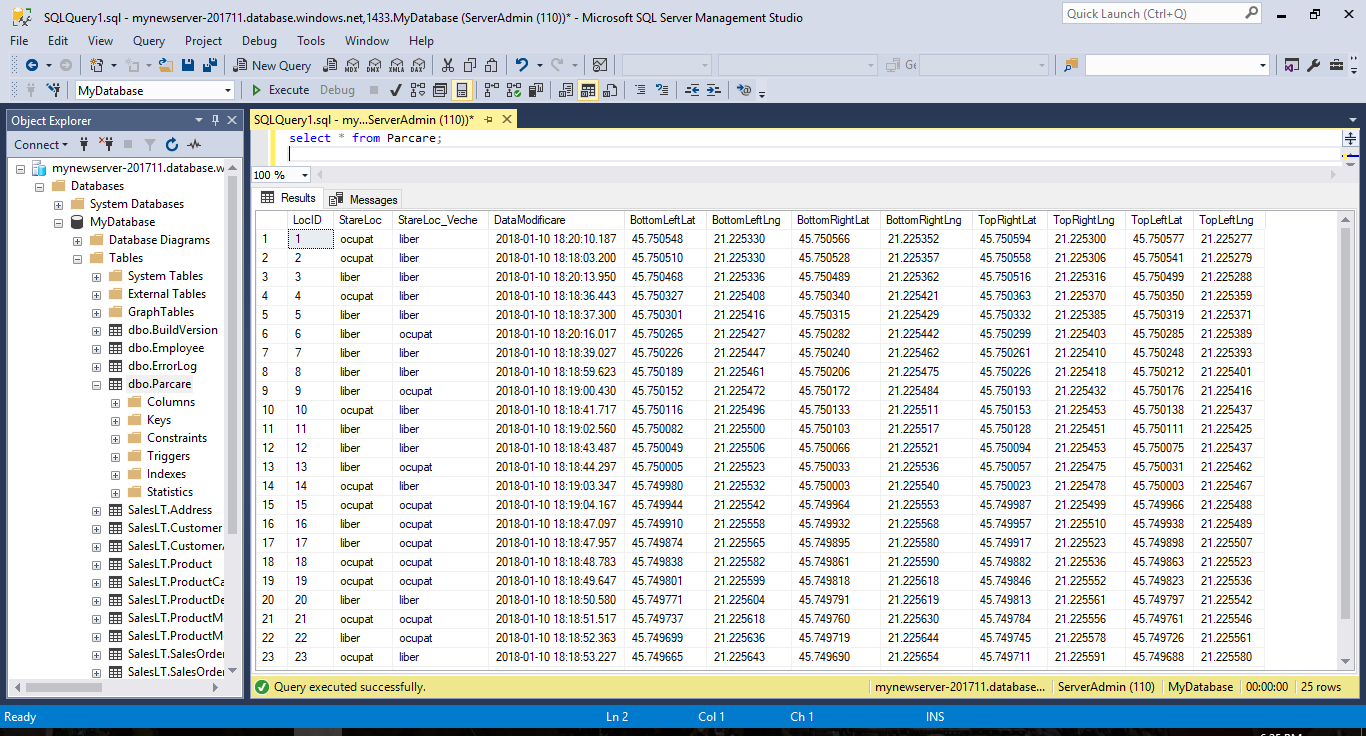 SQLQuery1.sql - mynewserver-201711.database.windows.net,1433.MyDatabase (ServerAdmin (110))* - Microsoft SQL Server Management Studio
Quick Launch (Ctrl+Q)
File Edit View Query Project Debug Tools Window Help
New Query MDX DMX XMLA DAX
MyDatabase Execute Debug
Object Explorer
Connect
mynewserver-201711.database.w
Databases
System Databases
MyDatabase
Database Diagrams
Tables
System Tables
External Tables
GraphTables
dbo.BuildVersion
dbo.Employee
dbo.ErrorLog
dbo.Parcare
Columns
Keys
Constraints
Triggers
Indexes
Statistics
SalesLT.Address
SalesLT.Customer
SalesLT.Customer
SalesLT.Product
SalesLT.ProductCa
SalesLT.ProductDe
SalesLT.ProductM
SalesLT.ProductM
SalesLT.SalesOrder
SalesLT.SalesOrder
SQLQuery1.sql - my...ServerAdmin (110))*
select * from Parcare;
100 %
Results Messages
LocID StareLoc StareLoc_Veche DataModificare BottomLeftLat BottomLeftLng BottomRightLat BottomRightLng TopRightLat TopRightLng TopLeftLat TopLeftLng
1 1 ocupat liber 2018-01-10 18:20:10.187 45.750548 21.225330 45.750566 21.225352 45.750594 21.225300 45.750577 21.225277
2 2 ocupat liber 2018-01-10 18:18:03.200 45.750510 21.225330 45.750528 21.225357 45.750558 21.225306 45.750541 21.225279
3 3 liber liber 2018-01-10 18:20:13.950 45.750468 21.225336 45.750489 21.225362 45.750516 21.225316 45.750499 21.225288
4 4 ocupat liber 2018-01-10 18:18:36.443 45.750327 21.225408 45.750340 21.225421 45.750363 21.225370 45.750350 21.225359
5 5 liber liber 2018-01-10 18:18:37.300 45.750301 21.225416 45.750315 21.225429 45.750332 21.225385 45.750319 21.225371
6 6 liber ocupat 2018-01-10 18:20:16.017 45.750265 21.225427 45.750282 21.225442 45.750299 21.225403 45.750285 21.225389
7 7 liber liber 2018-01-10 18:18:39.027 45.750226 21.225447 45.750240 21.225462 45.750261 21.225410 45.750248 21.225393
8 8 liber liber 2018-01-10 18:18:59.623 45.750189 21.225461 45.750206 21.225475 45.750226 21.225418 45.750212 21.225401
9 9 liber ocupat 2018-01-10 18:19:00.430 45.750152 21.225472 45.750172 21.225484 45.750193 21.225432 45.750176 21.225416
10 10 ocupat liber 2018-01-10 18:18:41.717 45.750116 21.225496 45.750133 21.225511 45.750153 21.225453 45.750138 21.225437
11 11 liber liber 2018-01-10 18:19:02.560 45.750082 21.225500 45.750103 21.225517 45.750128 21.225451 45.750111 21.225425
12 12 liber liber 2018-01-10 18:18:43.487 45.750049 21.225506 45.750066 21.225521 45.750094 21.225453 45.750075 21.225437
13 13 liber ocupat 2018-01-10 18:18:44.297 45.750005 21.225523 45.750033 21.225536 45.750057 21.225475 45.750031 21.225462
14 14 ocupat liber 2018-01-10 18:19:03.347 45.749980 21.225532 45.750003 21.225540 45.750023 21.225478 45.750003 21.225467
15 15 ocupat ocupat 2018-01-10 18:19:04.167 45.749944 21.225542 45.749964 21.225553 45.749987 21.225499 45.749966 21.225488
16 16 liber ocupat 2018-01-10 18:18:47.097 45.749910 21.225558 45.749932 21.225568 45.749957 21.225510 45.749938 21.225489
17 17 liber ocupat 2018-01-10 18:18:47.957 45.749874 21.225565 45.749895 21.225580 45.749917 21.225523 45.749898 21.225507
18 18 ocupat ocupat 2018-01-10 18:18:48.783 45.749838 21.225582 45.749861 21.225590 45.749882 21.225536 45.749863 21.225523
19 19 ocupat ocupat 2018-01-10 18:18:49.647 45.749801 21.225599 45.749818 21.225618 45.749846 21.225552 45.749823 21.225536
20 20 liber liber 2018-01-10 18:18:50.580 45.749771 21.225604 45.749791 21.225619 45.749813 21.225561 45.749797 21.225542
21 21 ocupat ocupat 2018-01-10 18:18:51.517 45.749737 21.225618 45.749760 21.225630 45.749784 21.225556 45.749761 21.225546
22 22 liber ocupat 2018-01-10 18:18:52.363 45.749699 21.225636 45.749719 21.225644 45.749745 21.225578 45.749726 21.225561
23 23 ocupat liber 2018-01-10 18:18:53.227 45.749665 21.225643 45.749690 21.225654 45.749711 21.225591 45.749688 21.225580
Query executed successfully. mynewserver-201711.database... ServerAdmin (110) MyDatabase 00:00:00 25 rows
Ready Ln 2 Col 1 Ch 1 INS